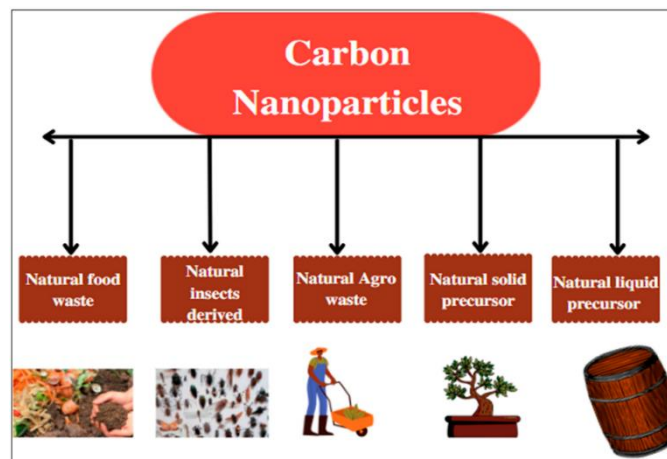 Carbon
Nanoparticles
Natural food
waste
Natural
insects
derived
Natural Agro
waste
Natural solid
precursor
Natural liquid
precursor